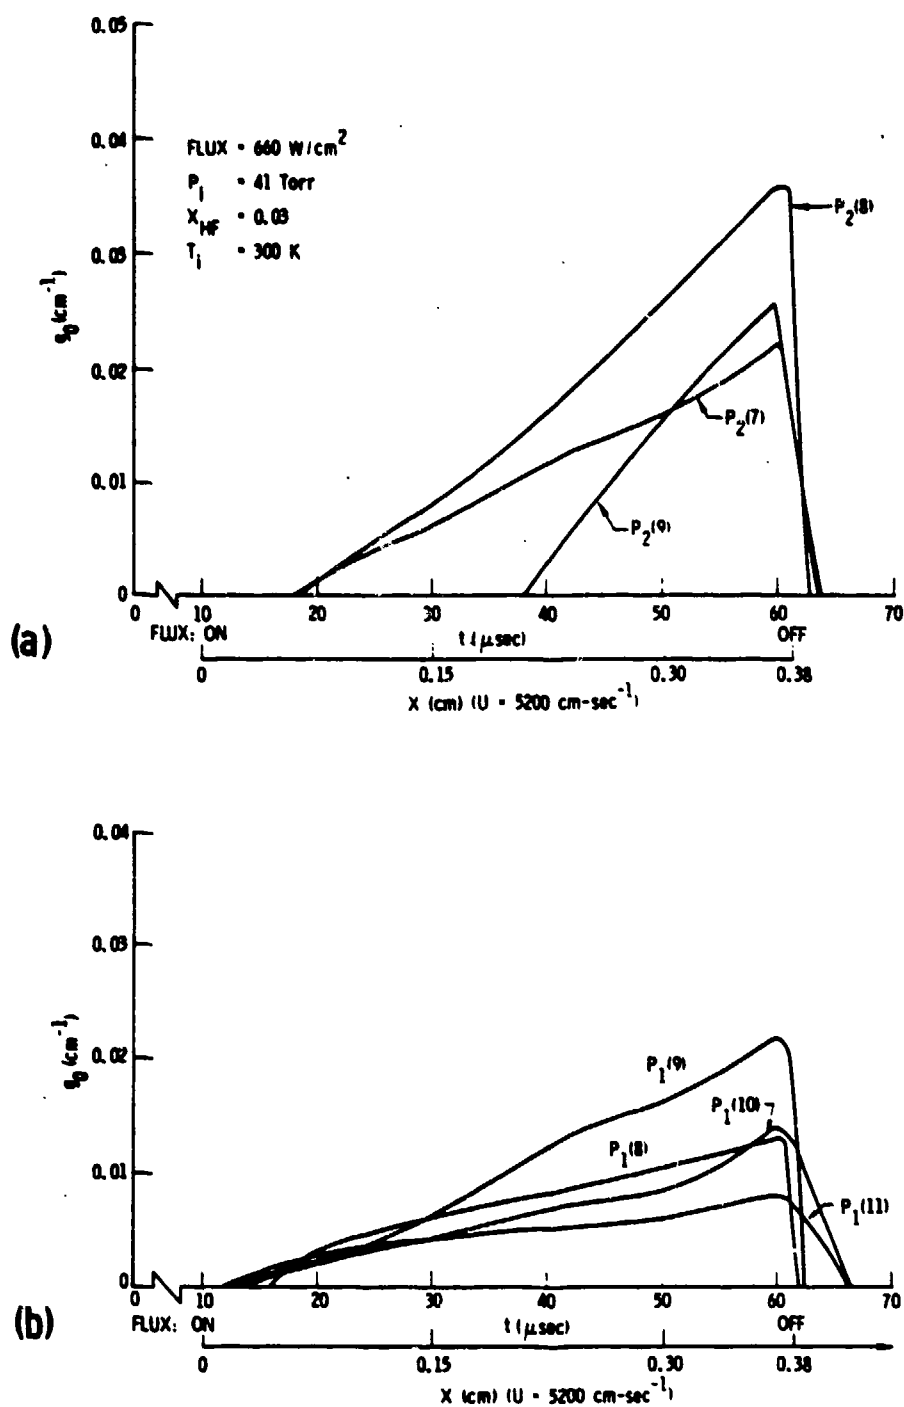 0.05
0.04
FLUX = 660 W/cm2
Pi = 41 Torr
XHF = 0.03
Ti = 300 K
P2(8)
0.03
g0 (cm-1)
0.02
P2(7)
0.01
P2(9)
0
0 10 20 30 40 50 60 70
(a)
FLUX: ON t (μsec) OFF
0 0.15 0.30 0.38
X (cm) (U = 5200 cm-sec-1)
0.04
0.03
g0 (cm-1)
0.02
P1(9)
P1(10)
P1(8)
0.01
P1(11)
0
0 10 20 30 40 50 60 70
(b)
FLUX: ON t (μsec) OFF
0 0.15 0.30 0.38
X (cm) (U = 5200 cm-sec-1)